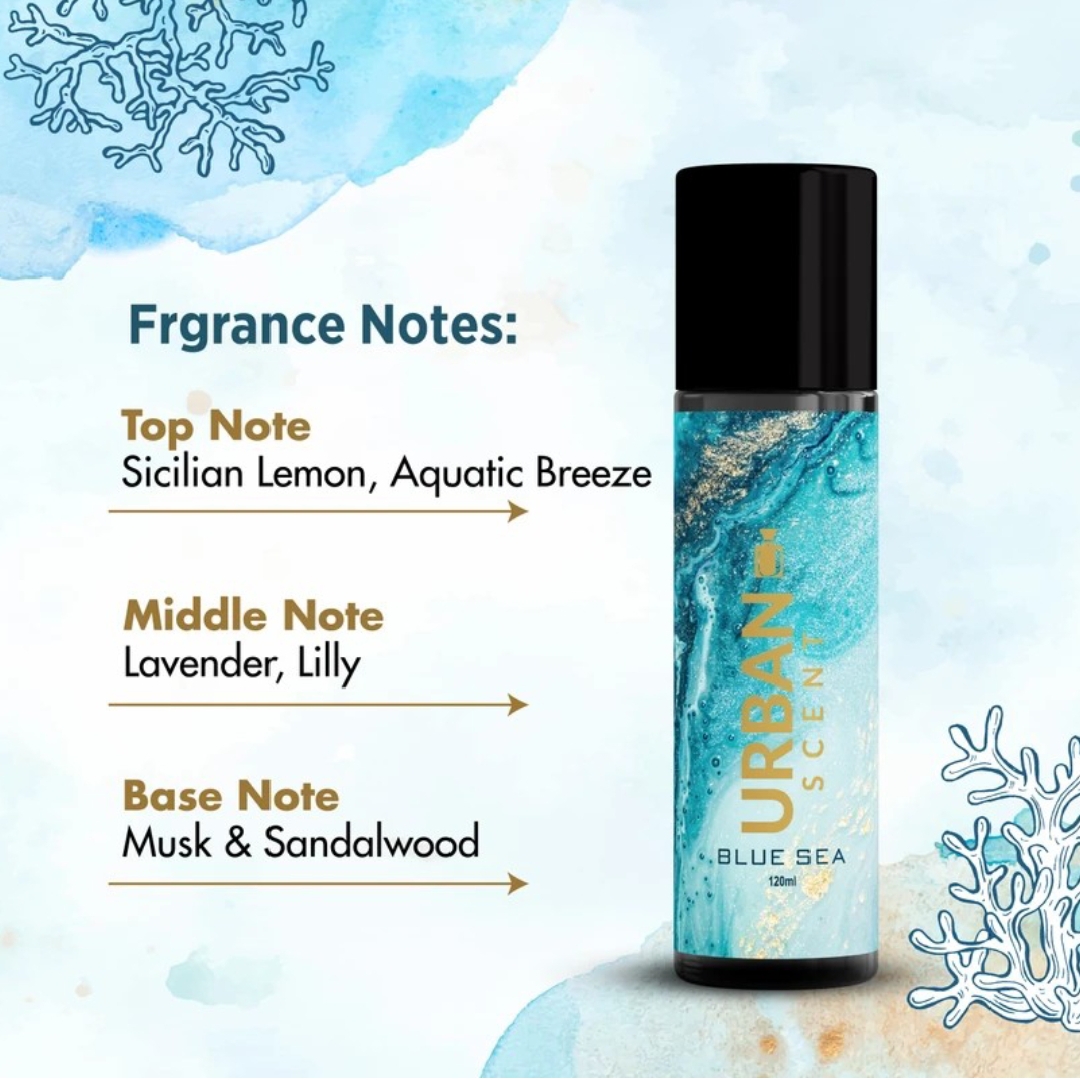 Frgrance Notes:
Top Note
Sicilian Lemon, Aquatic Breeze
Middle Note
Lavender, Lilly
Base Note
Musk & Sandalwood
URBAN
SCENT
BLUE SEA
120ml